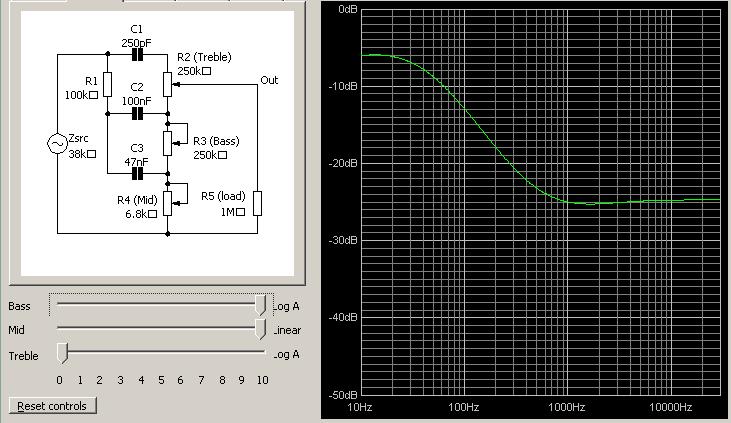 C1
250pF
R2 (Treble)
250k□
Out
R1
100k□
C2
100nF
Zsrc
38k□
R3 (Bass)
250k□
C3
47nF
R4 (Mid)
6.8k□
R5 (load)
1M□
Bass
Log A
Mid
Linear
Treble
Log A
0 1 2 3 4 5 6 7 8 9 10
Reset controls
0dB
-10dB
-20dB
-30dB
-40dB
-50dB
10Hz 100Hz 1000Hz 10000Hz